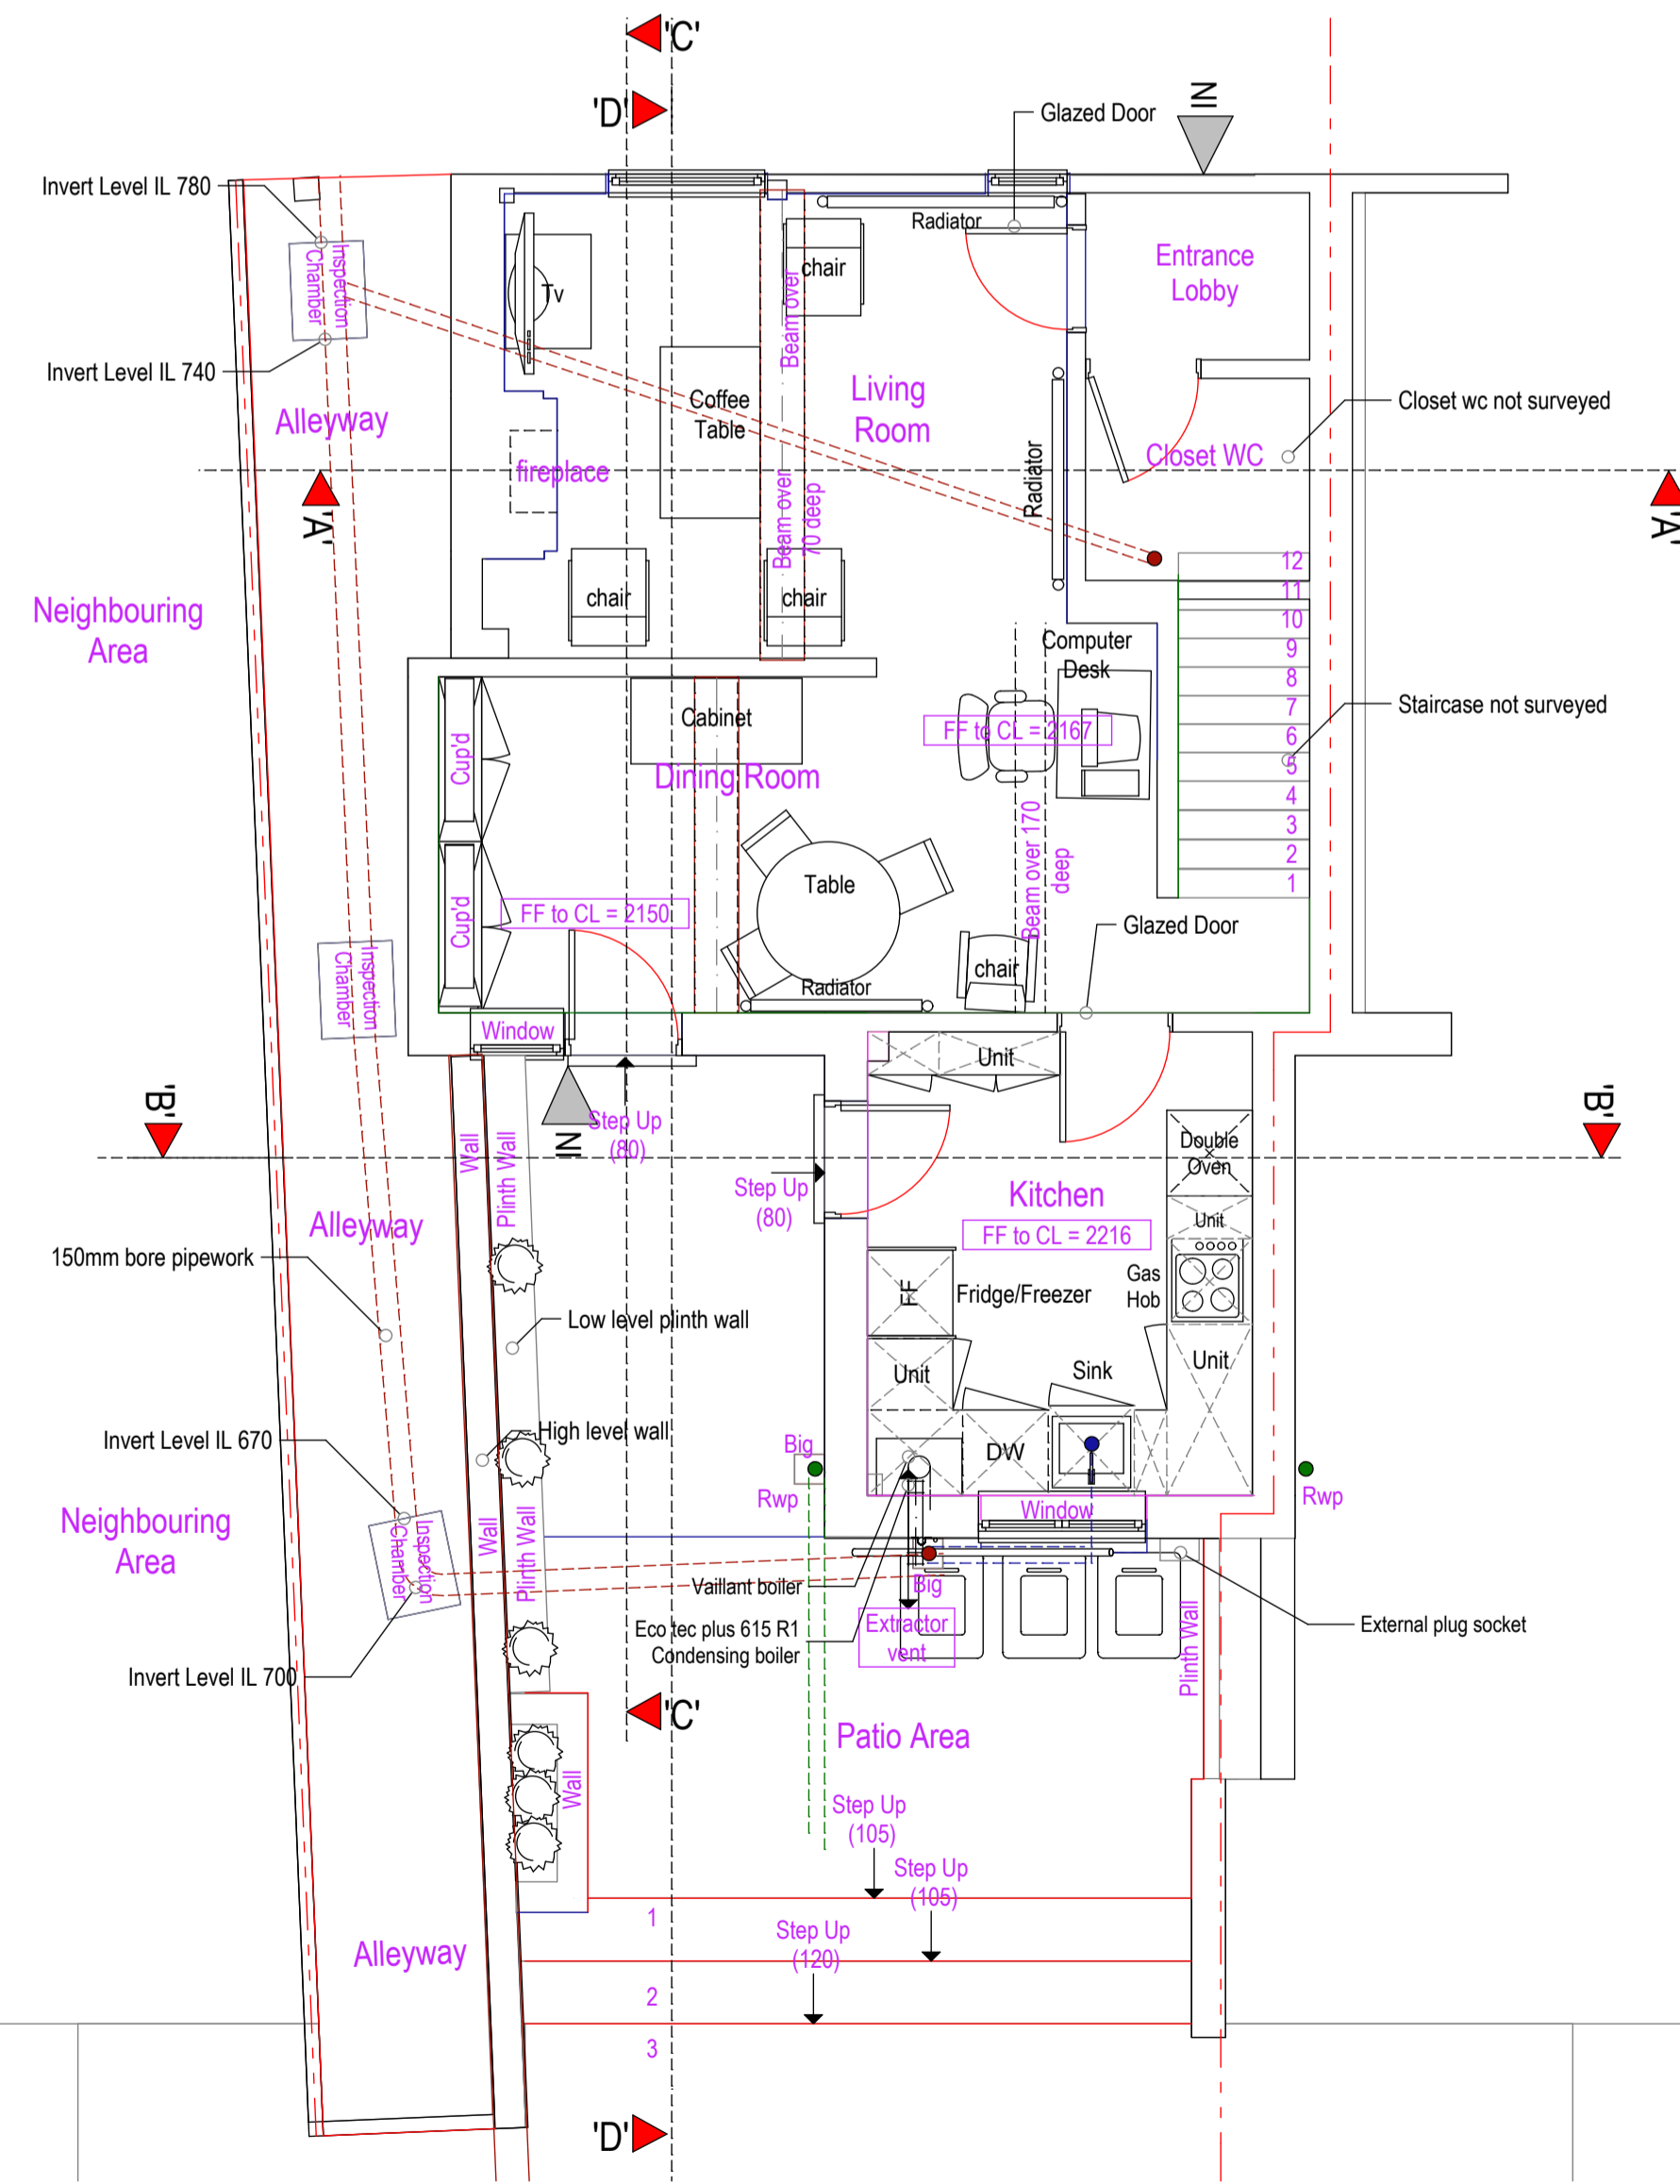 'C'
'D'
Glazed Door
IN
Invert Level IL 780
Radiator
Inspection
Chamber
Entrance
Lobby
chair
Beam over
Tv
Invert Level IL 740
Living
Room
Coffee
Table
Alleyway
Closet wc not surveyed
Closet WC
fireplace
Radiator
Beam over
70 deep
'A'
'A'
12
11
10
9
8
7
6
5
4
3
2
1
Neighbouring
Area
chair
chair
Computer
Desk
Staircase not surveyed
Cabinet
FF to CL = 2167
Cup'd
Dining Room
Beam over 170
deep
Table
Cup'd
FF to CL = 2150
Glazed Door
chair
Radiator
Inspection
Chamber
Window
Unit
'B'
'B'
Wall
Plinth Wall
IN
Step Up
(80)
Double
Oven
Step Up
(80)
Kitchen
Unit
FF to CL = 2216
Alleyway
150mm bore pipework
FF
Fridge/Freezer
Gas
Hob
Low level plinth wall
Unit
Sink
Unit
High level wall
Invert Level IL 670
Big
DW
Rwp
Rwp
Window
Neighbouring
Area
Inspection
Chamber
Wall
Plinth Wall
Vaillant boiler
Big
Eco tec plus 615 R1
Condensing boiler
Extractor
vent
Plinth Wall
External plug socket
Invert Level IL 700
'C'
Patio Area
Wall
Step Up
(105)
Step Up
(105)
1
Step Up
(120)
Alleyway
2
3
'D'